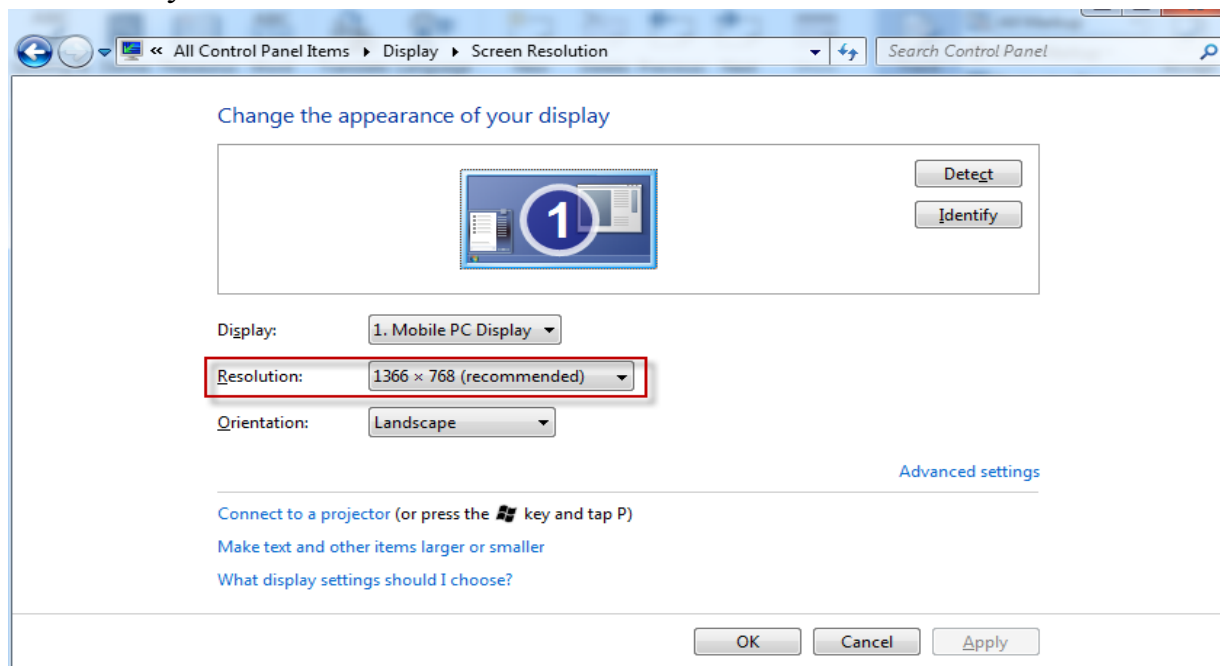 « All Control Panel Items ▸ Display ▸ Screen Resolution
Search Control Panel
Change the appearance of your display
1
Detect
Identify
Display: 1. Mobile PC Display
Resolution: 1366 × 768 (recommended)
Orientation: Landscape
Advanced settings
Connect to a projector (or press the key and tap P)
Make text and other items larger or smaller
What display settings should I choose?
OK Cancel Apply